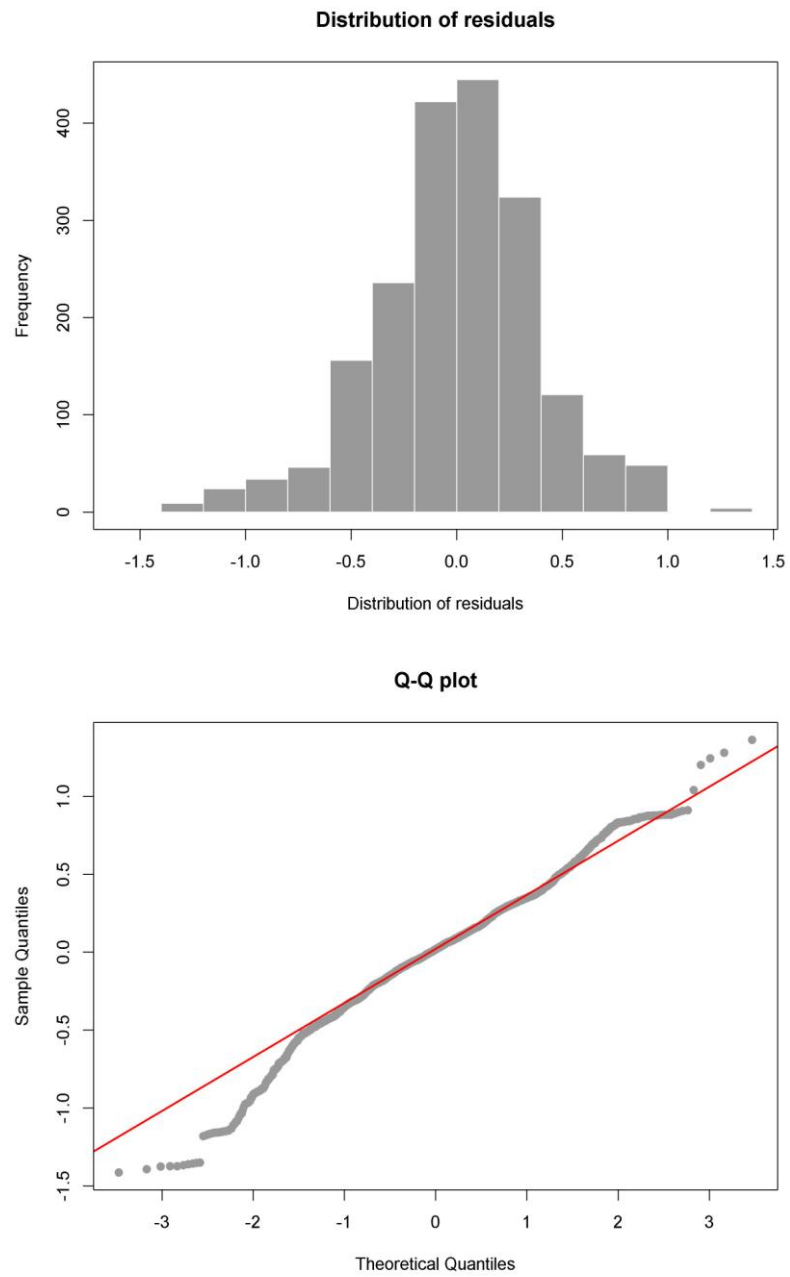 Distribution of residuals
400
300
200
100
0
Frequency
-1.5 -1.0 -0.5 0.0 0.5 1.0 1.5
Distribution of residuals
Q-Q plot
1.0
0.5
0.0
-0.5
-1.0
-1.5
Sample Quantiles
-3 -2 -1 0 1 2 3
Theoretical Quantiles